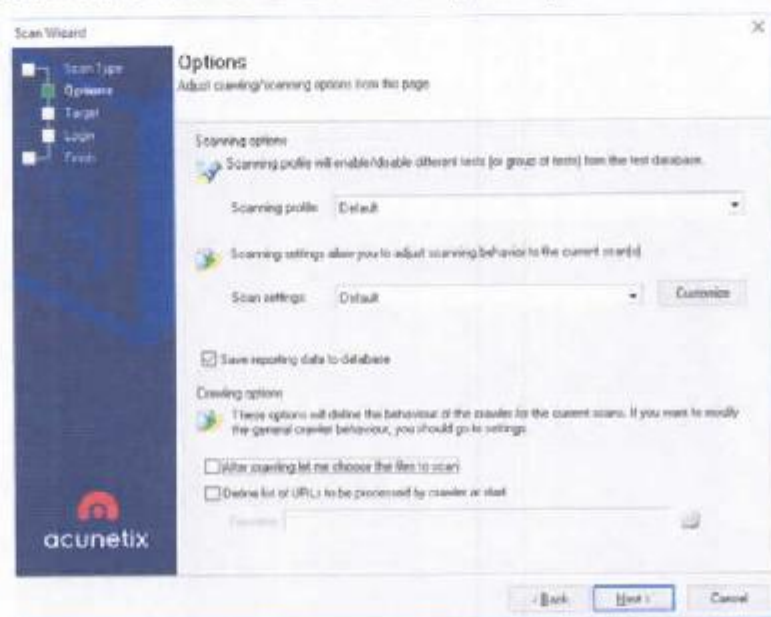 Scan Wizard
Scan Type
Options
Target
Login
Finish
Options
Adjust crawling/scanning options from this page
Scanning options
Scanning profile will enable/disable different tests (or group of tests) from the test database.
Scanning profile: Default
Scanning settings allow you to adjust scanning behavior to the current scan(s)
Scan settings: Default
Customize
Save reporting data to database
Crawling options
These options will define the behaviour of the crawler for the current scans. If you want to modify
the general crawler behaviour, you should go to settings.
After crawling let me choose the files to scan
Define list of URLs to be processed by crawler at start
acunetix
< Back
Next >
Cancel